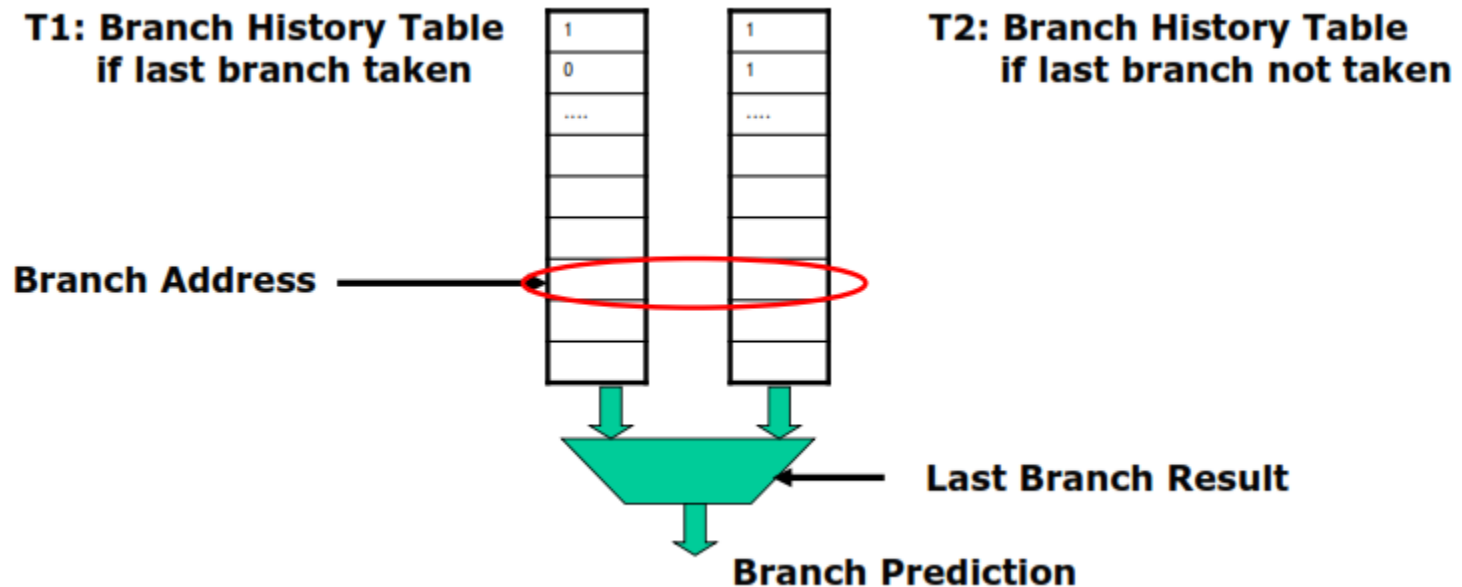 T1: Branch History Table
if last branch taken
1
0
....
1
1
....
T2: Branch History Table
if last branch not taken
Branch Address
Last Branch Result
Branch Prediction